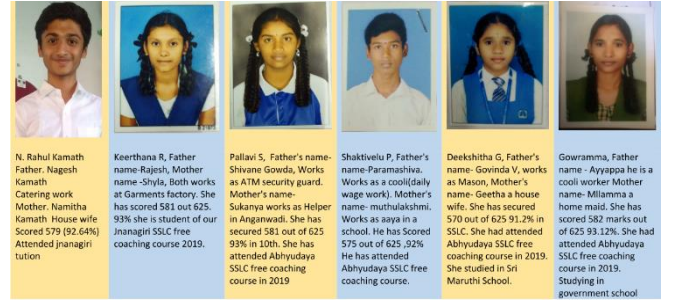 N. Rahul Kamath
Father. Nagesh
Kamath
Catering work
Mother. Namitha
Kamath House wife
Scored 579 (92.64%)
Attended jnanagiri
tution
Keerthana R, Father
name-Rajesh, Mother
name -Shyla, Both works
at Garments factory. She
has scored 581 out 625.
93% she is student of our
Jnanagiri SSLC free
coaching course 2019.
Pallavi S, Father's name-
Shivane Gowda, Works
as ATM security guard.
Mother's name-
Sukanya works as Helper
in Anganwadi. She has
secured 581 out of 625
93% in 10th. She has
attended Abhyudaya
SSLC free coaching
course in 2019
Shaktivelu P, Father's
name-Paramashiva.
Works as a cooli(daily
wage work). Mother's
name- muthulakshmi.
Works as aaya in a
school. He has Scored
575 out of 625 ,92%
He has attended
Abhyudaya SSLC free
coaching course.
Deekshitha G, Father's
name- Govinda V, works
as Mason, Mother's
name- Geetha a house
wife. She has secured
570 out of 625 91.2% in
SSLC. She had attended
Abhyudaya SSLC free
coaching course in 2019.
She studied in Sri
Maruthi School.
Gowramma, Father
name - Ayyappa he is a
cooli worker Mother
name- Mllamma a
home maid. She has
scored 582 marks out
of 625 93.12%. She had
attended Abhyudaya
SSLC free coaching
course in 2019.
Studying in
government school